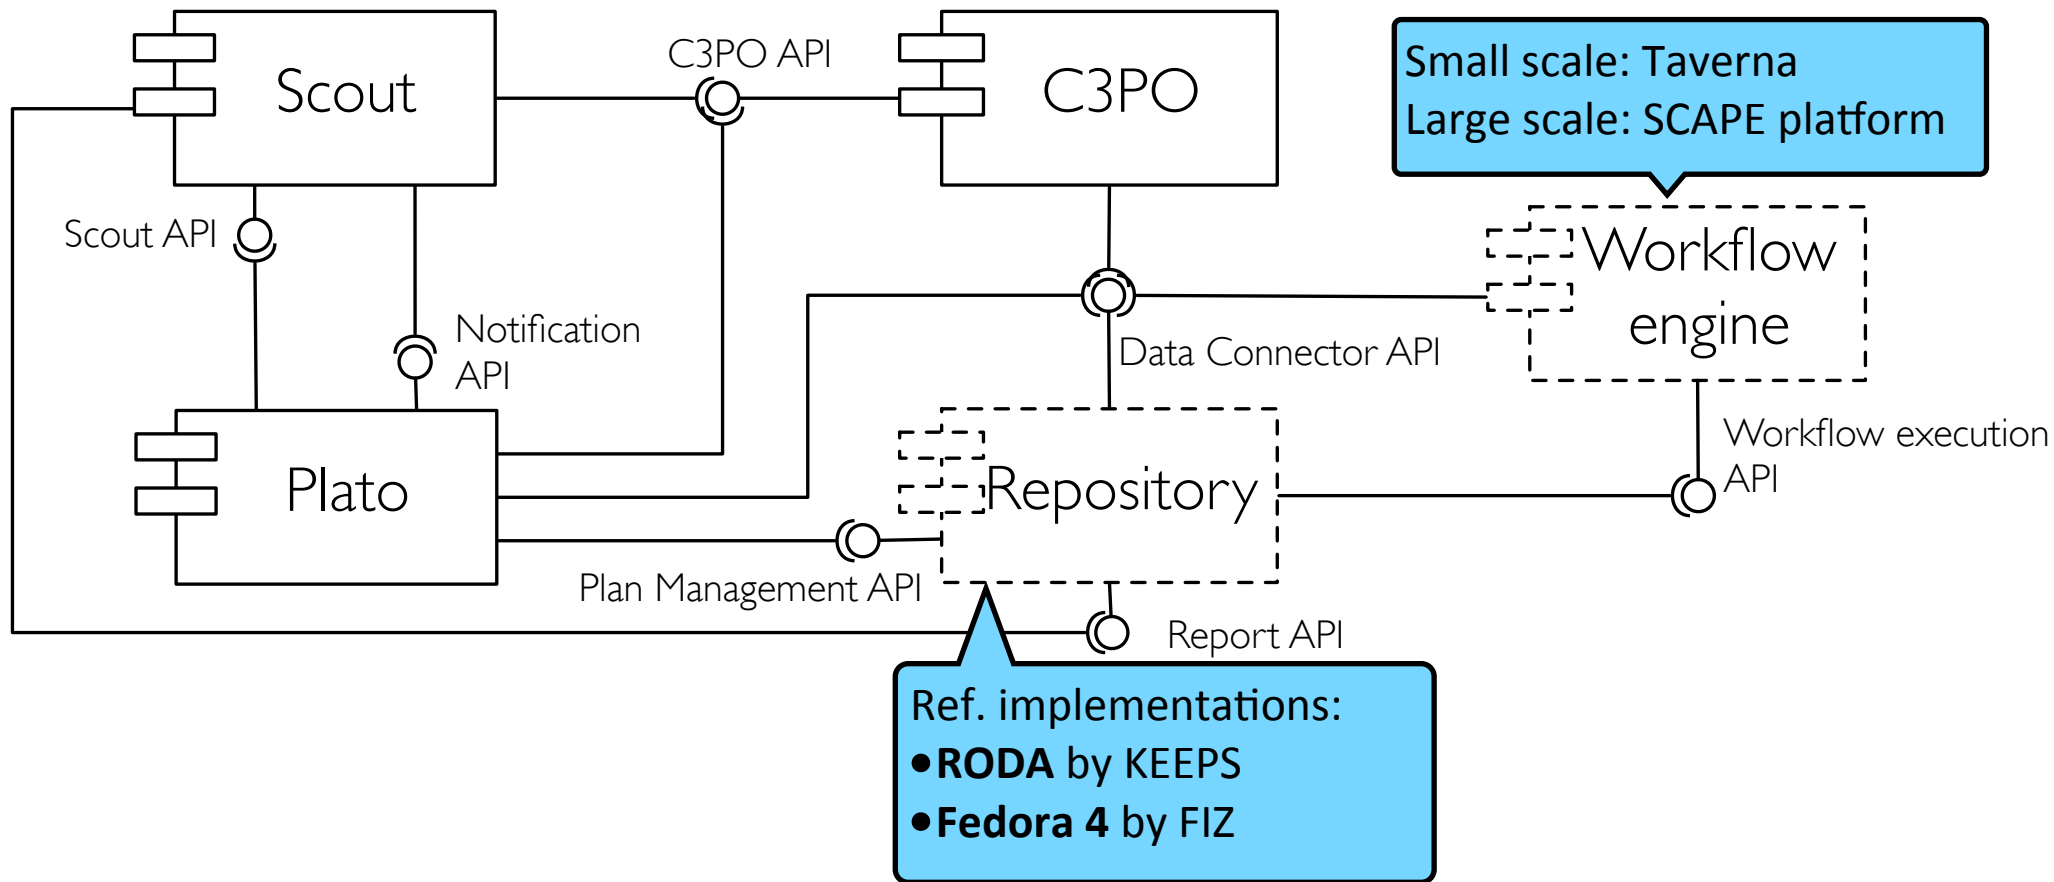 C3PO API
Scout
C3PO
Small scale: Taverna
Large scale: SCAPE platform
Scout API
Workflow
engine
Notification
API
Data Connector API
Plato
Repository
Workflow execution
API
Plan Management API
Report API
Ref. implementations:
•RODA by KEEPS
•Fedora 4 by FIZ